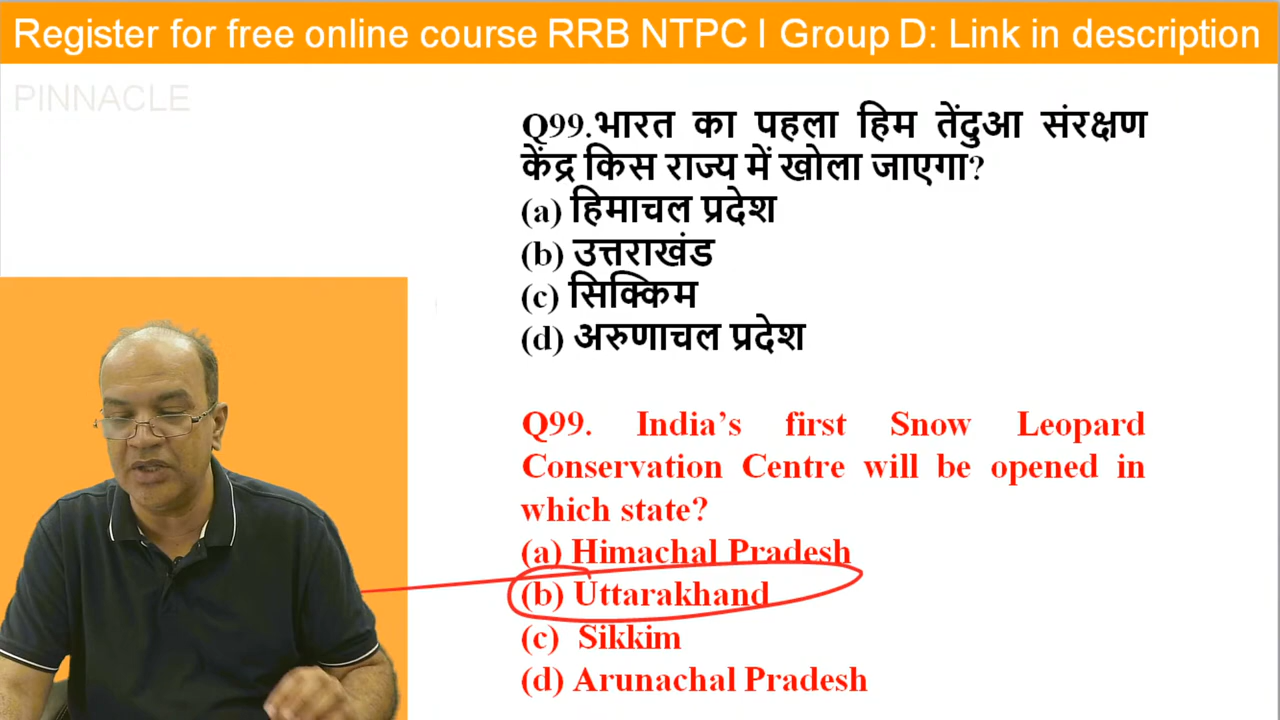 Register for free online course RRB NTPC I Group D: Link in description
PINNACLE
Q99.भारत का पहला हिम तेंदुआ संरक्षण
केंद्र किस राज्य में खोला जाएगा?
(a) हिमाचल प्रदेश
(b) उत्तराखंड
(c) सिक्किम
(d) अरुणाचल प्रदेश
Q99. India’s first Snow Leopard
Conservation Centre will be opened in
which state?
(a) Himachal Pradesh
(b) Uttarakhand
(c) Sikkim
(d) Arunachal Pradesh